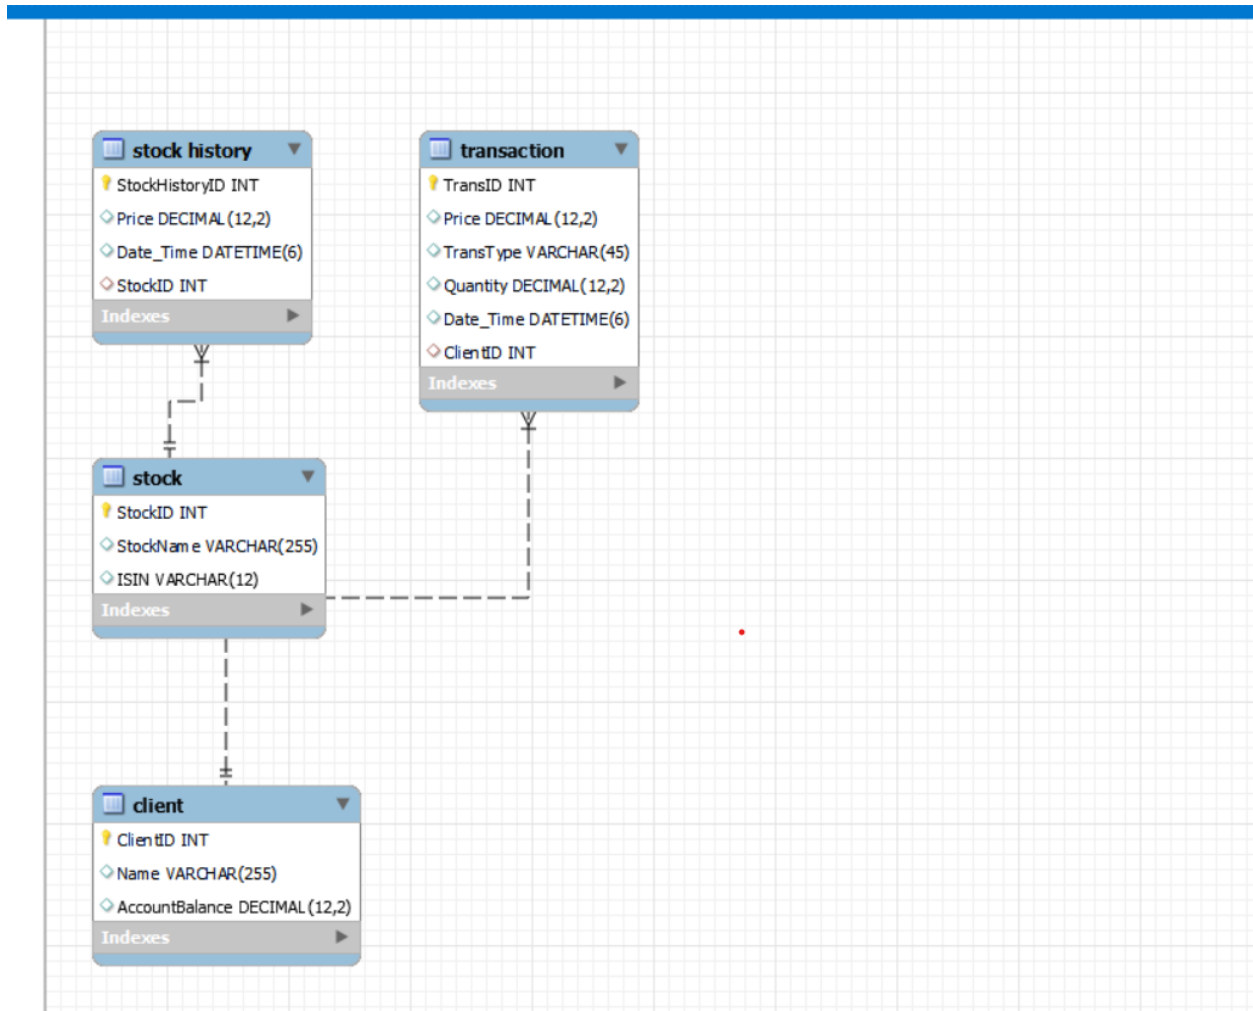 stock history
StockHistoryID INT
Price DECIMAL(12,2)
Date_Time DATETIME(6)
StockID INT
Indexes
transaction
TransID INT
Price DECIMAL(12,2)
TransType VARCHAR(45)
Quantity DECIMAL(12,2)
Date_Time DATETIME(6)
ClientID INT
Indexes
stock
StockID INT
StockName VARCHAR(255)
ISIN VARCHAR(12)
Indexes
client
ClientID INT
Name VARCHAR(255)
AccountBalance DECIMAL(12,2)
Indexes